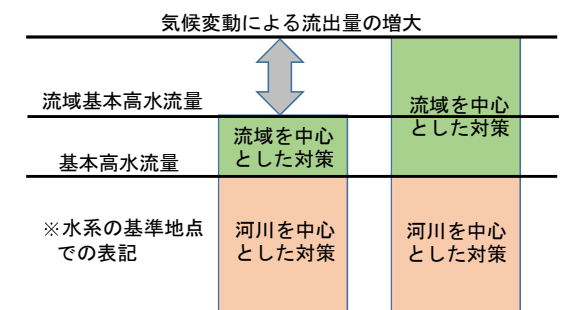 気候変動による流出量の増大
流域基本高水流量
流域を中心
とした対策
流域を中心
とした対策
基本高水流量
※水系の基準地点
での表記
河川を中心
とした対策
河川を中心
とした対策